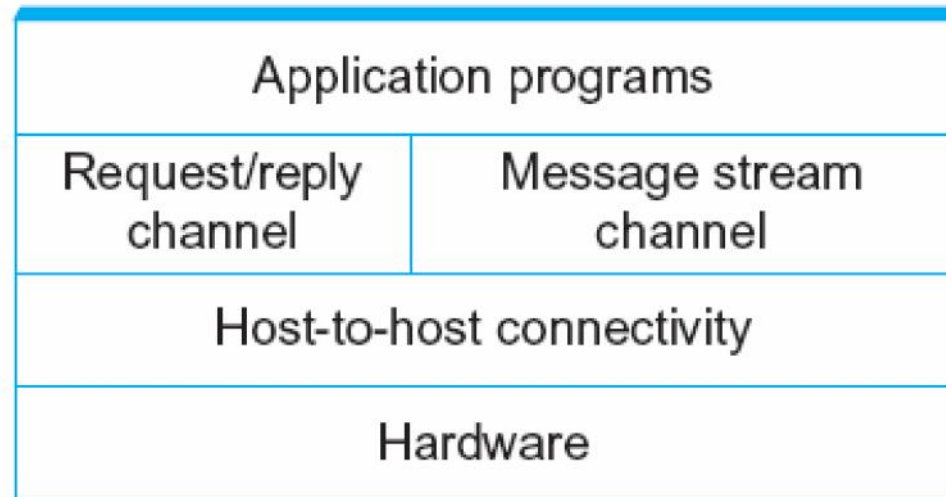 Application programs
Request/reply
channel
Message stream
channel
Host-to-host connectivity
Hardware